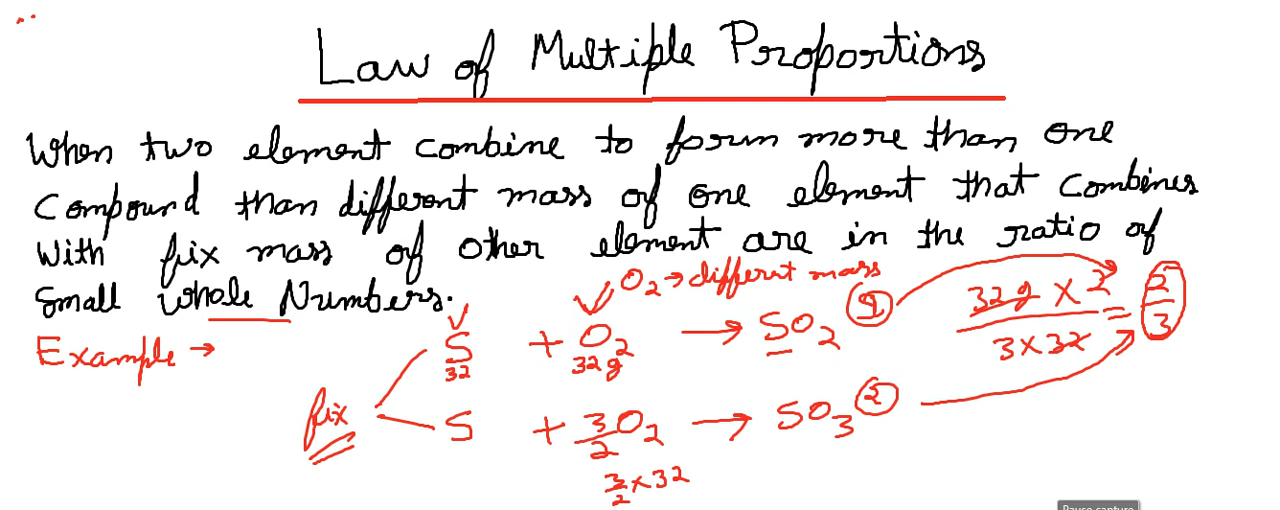 Law of Multiple Proportions
When two element combine to form more than one
Compound than different mass of one element that Combines
With fix mass of other element are in the ratio of
Small whole Numbers.
O₂ → different mass
Example →
S + O₂ → SO₂ ① 32g × 2 / 3 × 32 = 2/3
32 32g
fix
S + 3/2 O₂ → SO₃ ②
3/2 × 32
Pause capture